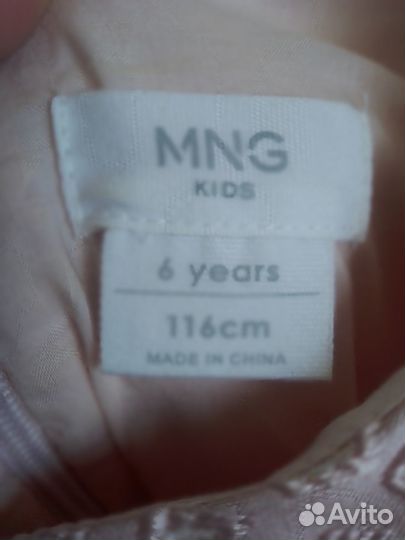 MNG
KIDS
6 years
116cm
MADE IN CHINA
Avito